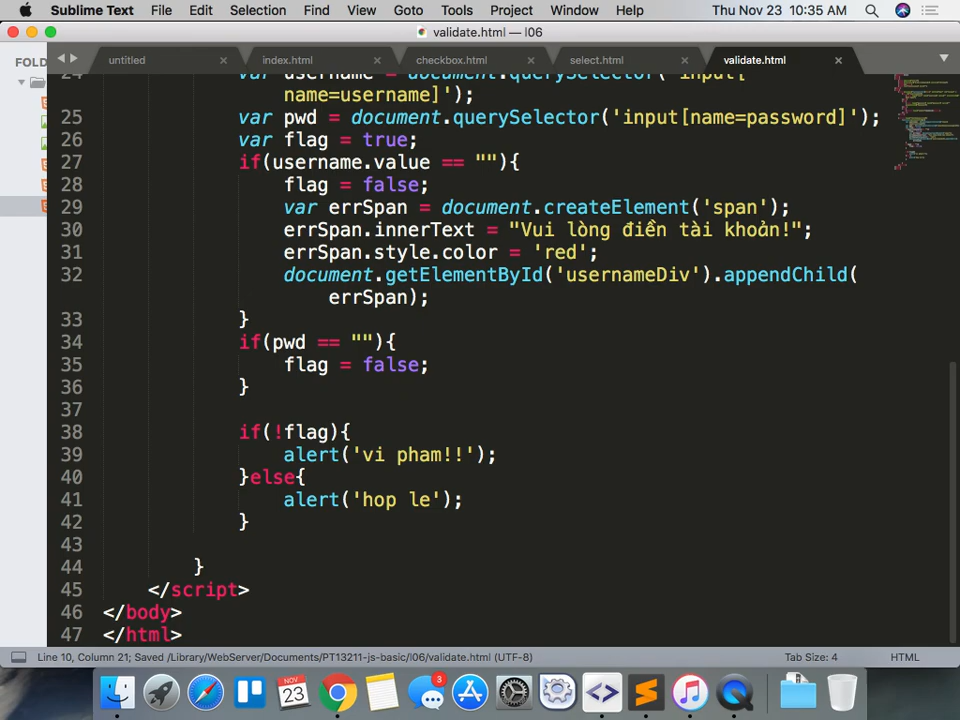 Sublime Text File Edit Selection Find View Goto Tools Project Window Help Thu Nov 23 10:35 AM
validate.html — l06
FOLD
untitled index.html checkbox.html select.html validate.html
24 var username = document.querySelector('input[
name=username]');
25 var pwd = document.querySelector('input[name=password]');
26 var flag = true;
27 if(username.value == ""){
28 flag = false;
29 var errSpan = document.createElement('span');
30 errSpan.innerText = "Vui lòng điền tài khoản!";
31 errSpan.style.color = 'red';
32 document.getElementById('usernameDiv').appendChild(
errSpan);
33 }
34 if(pwd == ""){
35 flag = false;
36 }
37
38 if(!flag){
39 alert('vi pham!!');
40 }else{
41 alert('hop le');
42 }
43
44 }
45 </script>
46 </body>
47 </html>
Line 10, Column 21; Saved /Library/WebServer/Documents/PT13211-js-basic/l06/validate.html (UTF-8) Tab Size: 4 HTML
NOV
23
3